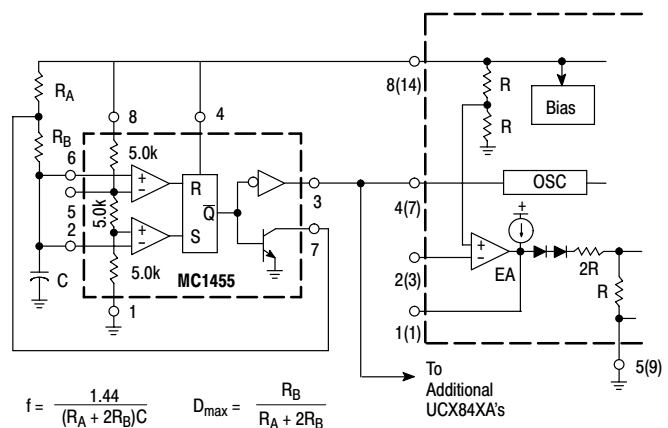 8(14)
R
Bias
R
R_A
R_B
8
4
6
5.0k
+
−
R
5
5.0k
Q̅
3
4(7)
OSC
2
+
−
S
7
+
C
5.0k
MC1455
2(3)
+
−
EA
2R
R
1
1(1)
To
Additional
UCX84XA's
5(9)
f = 1.44 / (R_A + 2R_B)C
D_max = R_B / R_A + 2R_B